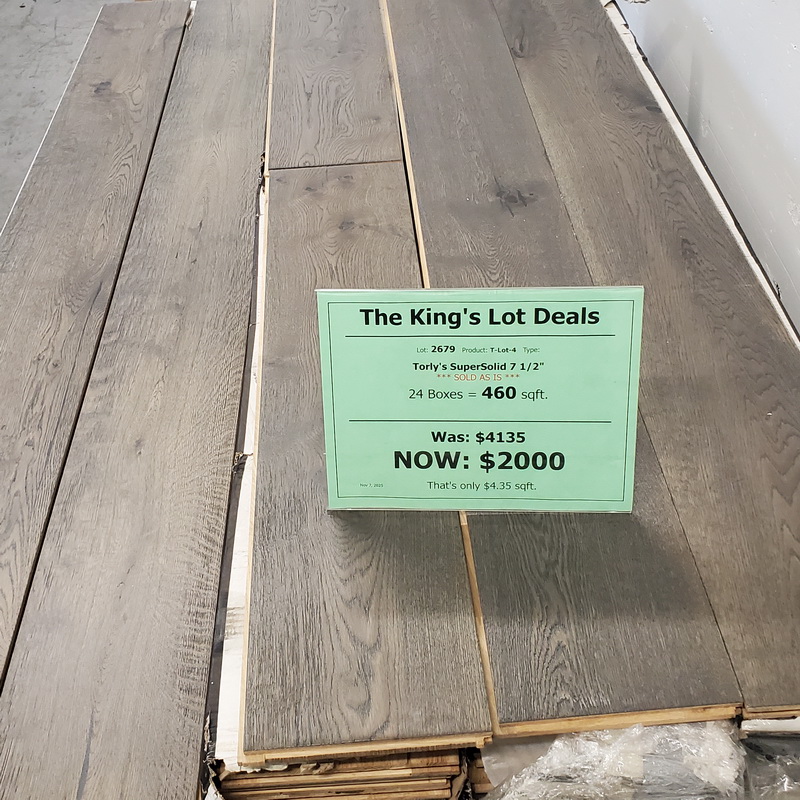 The King's Lot Deals
Lot: 2679 Product: T-Lot-4 Type:
Torly's SuperSolid 7 1/2"
*** SOLD AS IS ***
24 Boxes = 460 sqft.
Was: $4135
NOW: $2000
That's only $4.35 sqft.